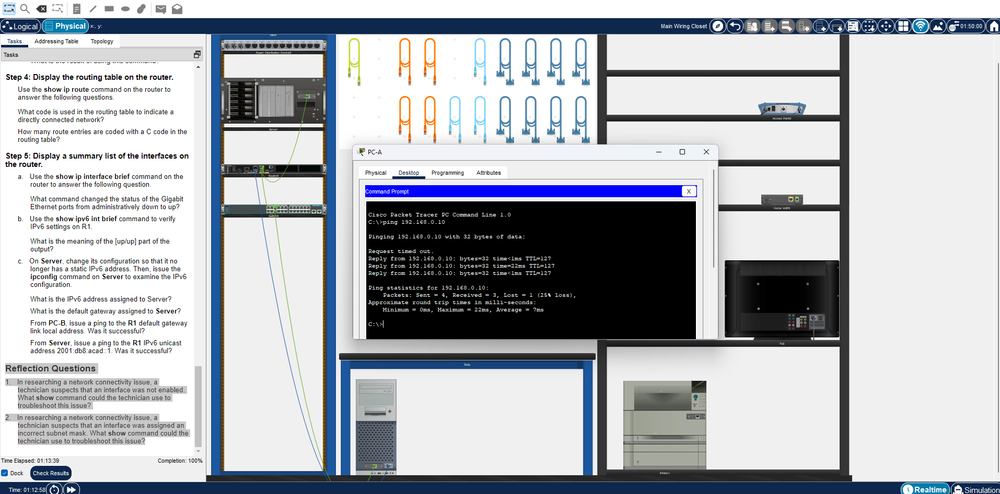 Logical
Physical
x:, y:
Main Wiring Closet
01:50:00
Tasks
Addressing Table
Topology
Tasks
What is the result of using this command?
Step 4: Display the routing table on the router.
Use the show ip route command on the router to
answer the following questions.
What code is used in the routing table to indicate a
directly connected network?
How many route entries are coded with a C code in the
routing table?
Step 5: Display a summary list of the interfaces on
the router.
a. Use the show ip interface brief command on the
router to answer the following question.
What command changed the status of the Gigabit
Ethernet ports from administratively down to up?
b. Use the show ipv6 int brief command to verify
IPv6 settings on R1.
What is the meaning of the [up/up] part of the
output?
c. On Server, change its configuration so that it no
longer has a static IPv6 address. Then, issue the
ipconfig command on Server to examine the IPv6
configuration.
What is the IPv6 address assigned to Server?
What is the default gateway assigned to Server?
From PC-B, issue a ping to the R1 default gateway
link local address. Was it successful?
From Server, issue a ping to the R1 IPv6 unicast
address 2001:db8:acad::1. Was it successful?
Reflection Questions
1. In researching a network connectivity issue, a
technician suspects that an interface was not enabled.
What show command could the technician use to
troubleshoot this issue?
2. In researching a network connectivity issue, a
technician suspects that an interface was assigned an
incorrect subnet mask. What show command could the
technician use to troubleshoot this issue?
Time Elapsed: 01:13:39
Completion: 100%
Dock
Check Results
Time: 01:12:58
Rack
Power Distribution Device0
Server
Router0
Switch0
Access Point0
Home VoIP0
TV0
Table
Printer1
PC-A
Physical
Desktop
Programming
Attributes
Command Prompt
X
Cisco Packet Tracer PC Command Line 1.0
C:\>ping 192.168.0.10
Pinging 192.168.0.10 with 32 bytes of data:
Request timed out.
Reply from 192.168.0.10: bytes=32 time<1ms TTL=127
Reply from 192.168.0.10: bytes=32 time=22ms TTL=127
Reply from 192.168.0.10: bytes=32 time<1ms TTL=127
Ping statistics for 192.168.0.10:
Packets: Sent = 4, Received = 3, Lost = 1 (25% loss),
Approximate round trip times in milli-seconds:
Minimum = 0ms, Maximum = 22ms, Average = 7ms
C:\>
Realtime
Simulation